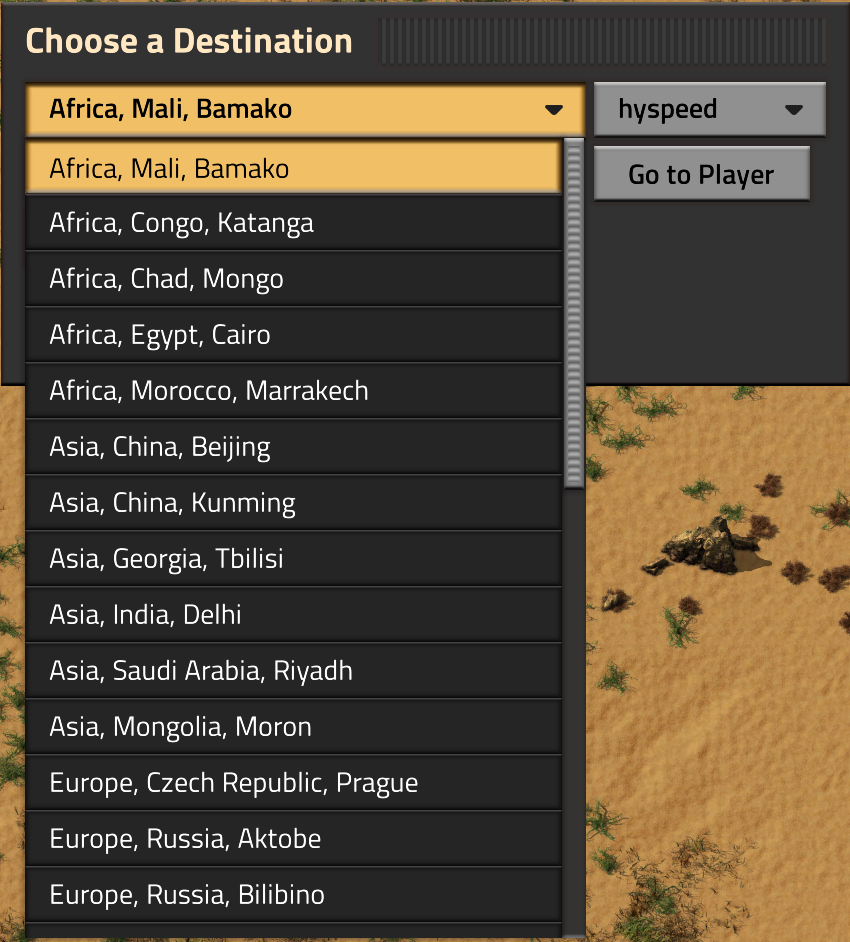 Choose a Destination
Africa, Mali, Bamako
hyspeed
Africa, Mali, Bamako
Go to Player
Africa, Congo, Katanga
Africa, Chad, Mongo
Africa, Egypt, Cairo
Africa, Morocco, Marrakech
Asia, China, Beijing
Asia, China, Kunming
Asia, Georgia, Tbilisi
Asia, India, Delhi
Asia, Saudi Arabia, Riyadh
Asia, Mongolia, Moron
Europe, Czech Republic, Prague
Europe, Russia, Aktobe
Europe, Russia, Bilibino